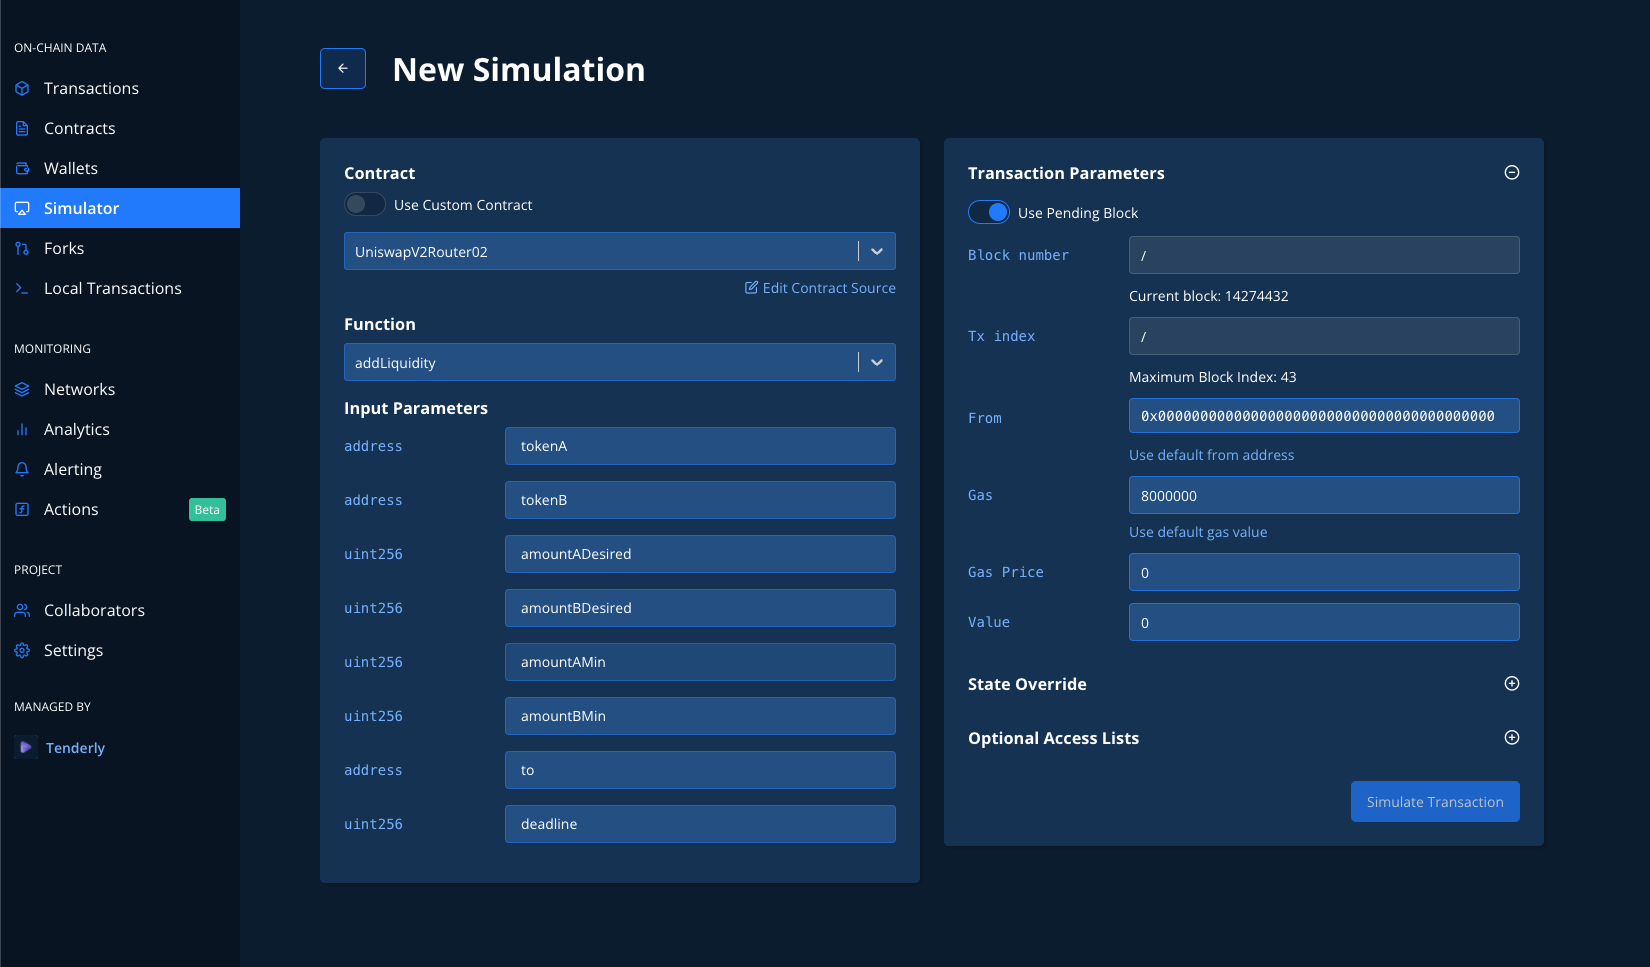 ON-CHAIN DATA
Transactions
Contracts
Wallets
Simulator
Forks
Local Transactions
MONITORING
Networks
Analytics
Alerting
Actions
Beta
PROJECT
Collaborators
Settings
MANAGED BY
Tenderly
New Simulation
Contract
Use Custom Contract
UniswapV2Router02
Edit Contract Source
Function
addLiquidity
Input Parameters
address tokenA
address tokenB
uint256 amountADesired
uint256 amountBDesired
uint256 amountAMin
uint256 amountBMin
address to
uint256 deadline
Transaction Parameters
Use Pending Block
Block number /
Current block: 14274432
Tx index /
Maximum Block Index: 43
From 0x0000000000000000000000000000000000000000
Use default from address
Gas 8000000
Use default gas value
Gas Price 0
Value 0
State Override
Optional Access Lists
Simulate Transaction